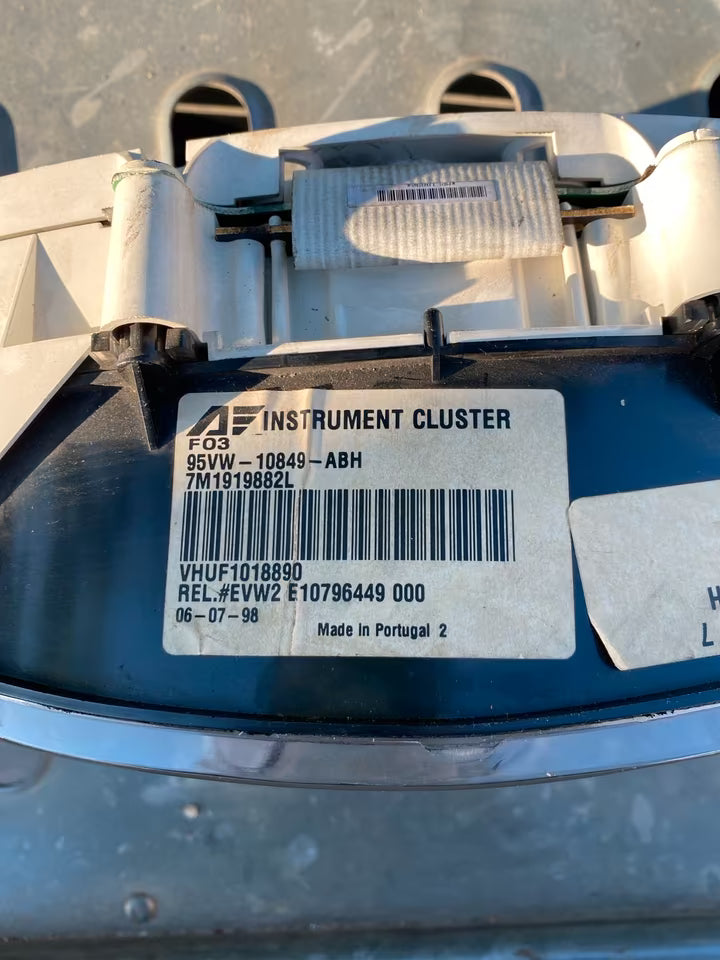 AF INSTRUMENT CLUSTER
F03
95VW-10849-ABH
7M1919882L
VHUF1018890
REL.#EVW2 E10796449 000
06-07-98
Made in Portugal 2
H
L7